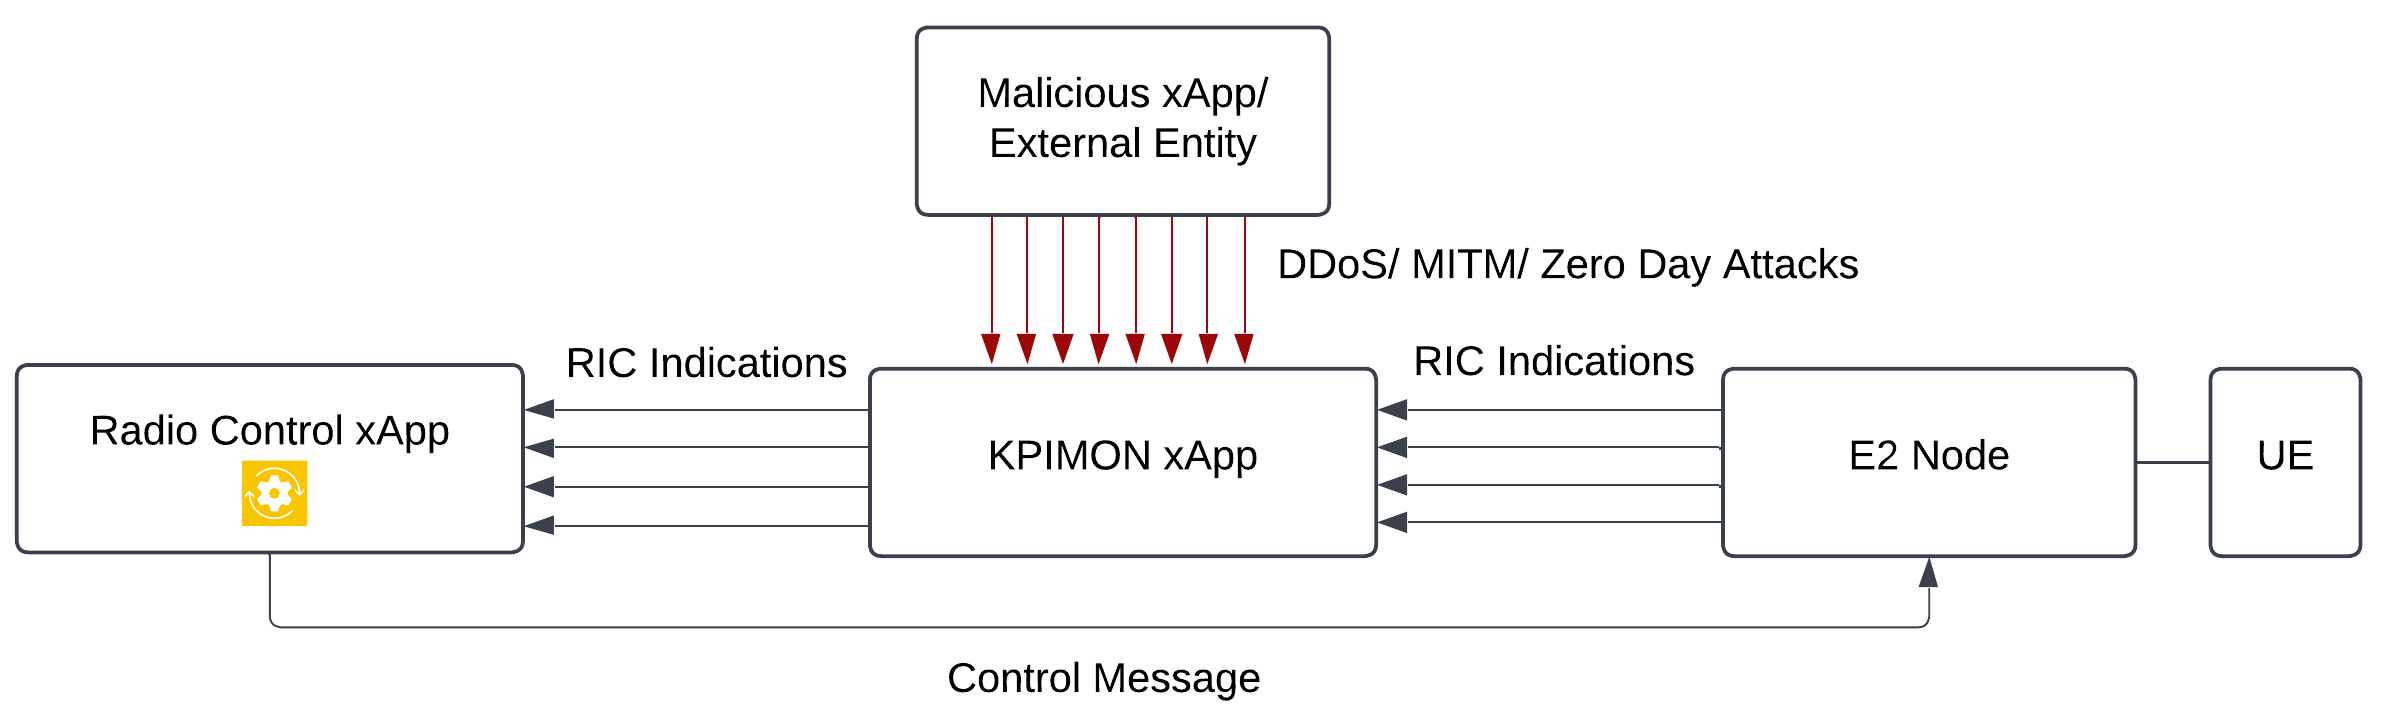 Malicious xApp/
External Entity
DDoS/ MITM/ Zero Day Attacks
RIC Indications
RIC Indications
Radio Control xApp
KPIMON xApp
E2 Node
UE
Control Message